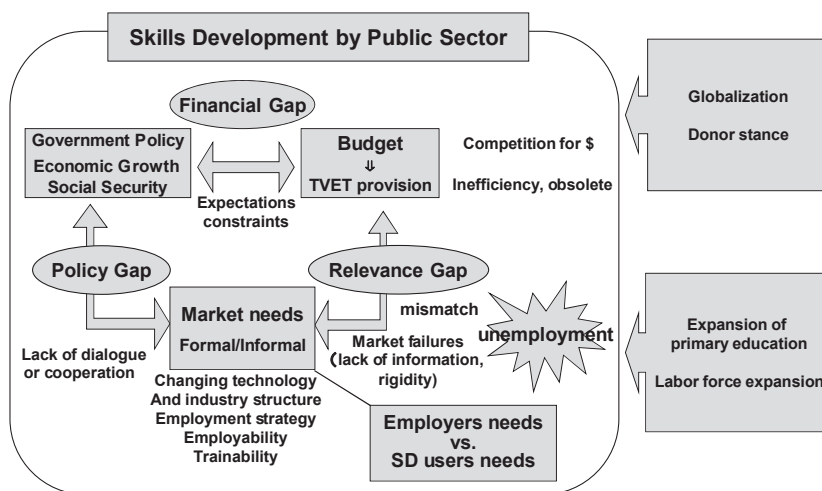 Skills Development by Public Sector
Financial Gap
Government Policy
Economic Growth
Social Security
Expectations
constraints
Budget
⇓
TVET provision
Competition for $
Inefficiency, obsolete
Globalization
Donor stance
Policy Gap
Relevance Gap
Lack of dialogue
or cooperation
Market needs
Formal/Informal
mismatch
Market failures
(lack of information,
rigidity)
unemployment
Changing technology
And industry structure
Employment strategy
Employability
Trainability
Employers needs
vs.
SD users needs
Expansion of
primary education
Labor force expansion